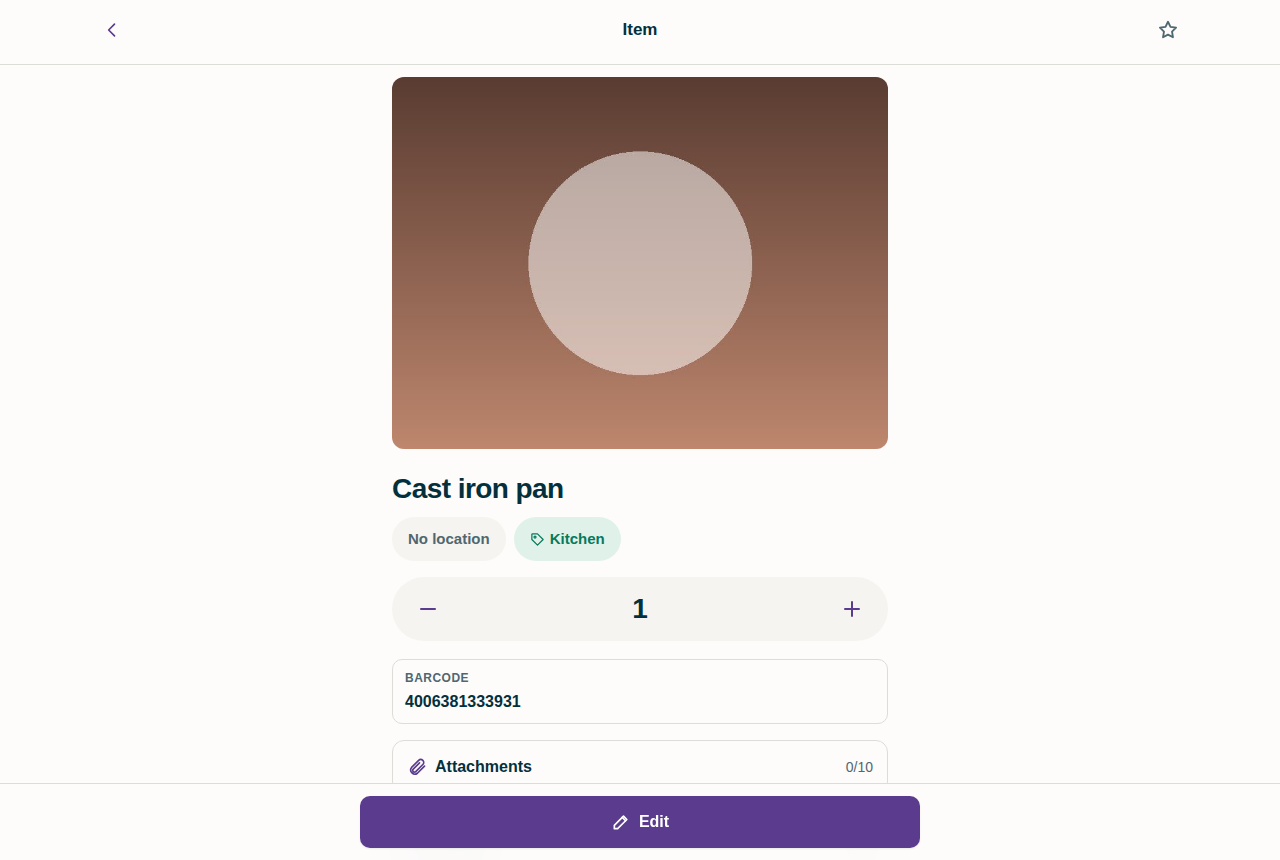 Item
Cast iron pan
No location
Kitchen
1
BARCODE
4006381333931
Attachments
0/10
Edit